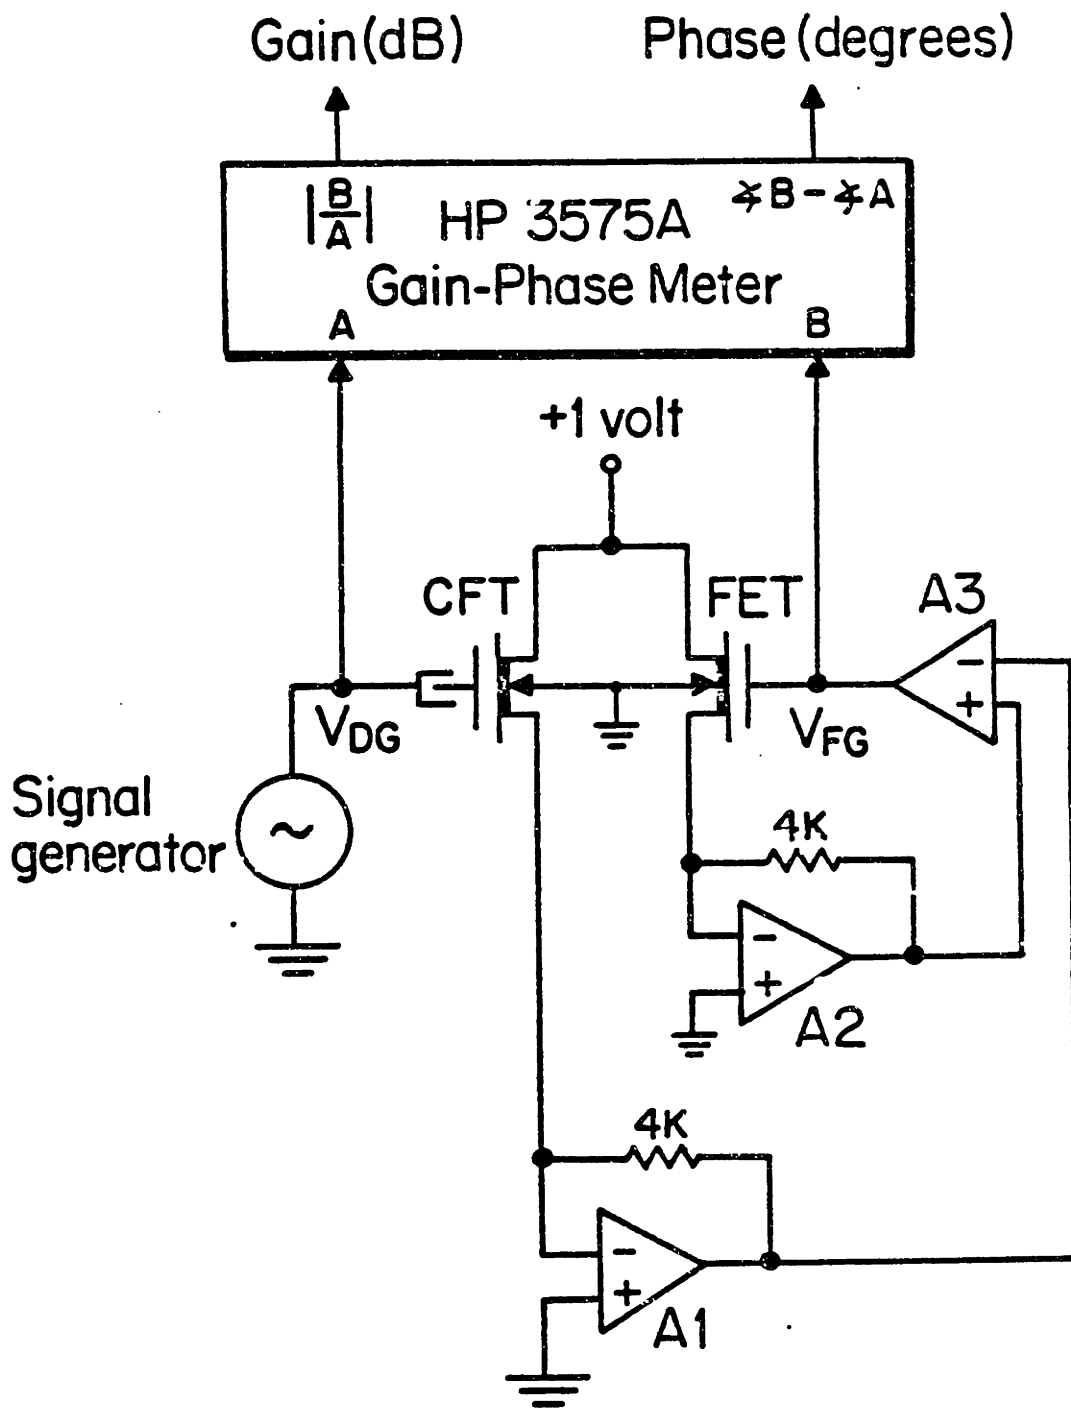 Gain(dB)
Phase (degrees)
|B/A|
∡B - ∡A
HP 3575A
Gain-Phase Meter
A
B
+1 volt
CFT
FET
A3
-
+
VDG
VFG
Signal
generator
~
4K
-
+
A2
4K
-
+
A1